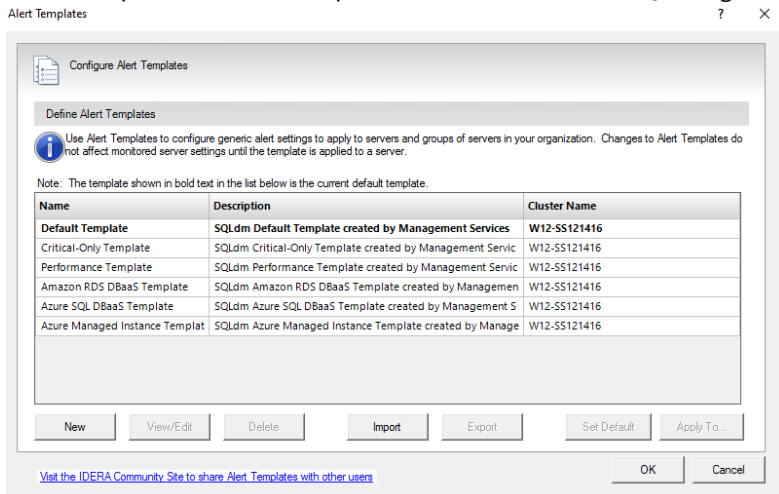 Alert Templates ? ×
Configure Alert Templates
Define Alert Templates
Use Alert Templates to configure generic alert settings to apply to servers and groups of servers in your organization. Changes to Alert Templates do
not affect monitored server settings until the template is applied to a server.
Note: The template shown in bold text in the list below is the current default template.
Name Description Cluster Name
Default Template SQLdm Default Template created by Management Services W12-SS121416
Critical-Only Template SQLdm Critical-Only Template created by Management Servic W12-SS121416
Performance Template SQLdm Performance Template created by Management Servic W12-SS121416
Amazon RDS DBaaS Template SQLdm Amazon RDS DBaaS Template created by Managemen W12-SS121416
Azure SQL DBaaS Template SQLdm Azure SQL DBaaS Template created by Management S W12-SS121416
Azure Managed Instance Templat SQLdm Azure Managed Instance Template created by Manage W12-SS121416
New View/Edit Delete Import Export Set Default Apply To...
Visit the IDERA Community Site to share Alert Templates with other users
OK Cancel